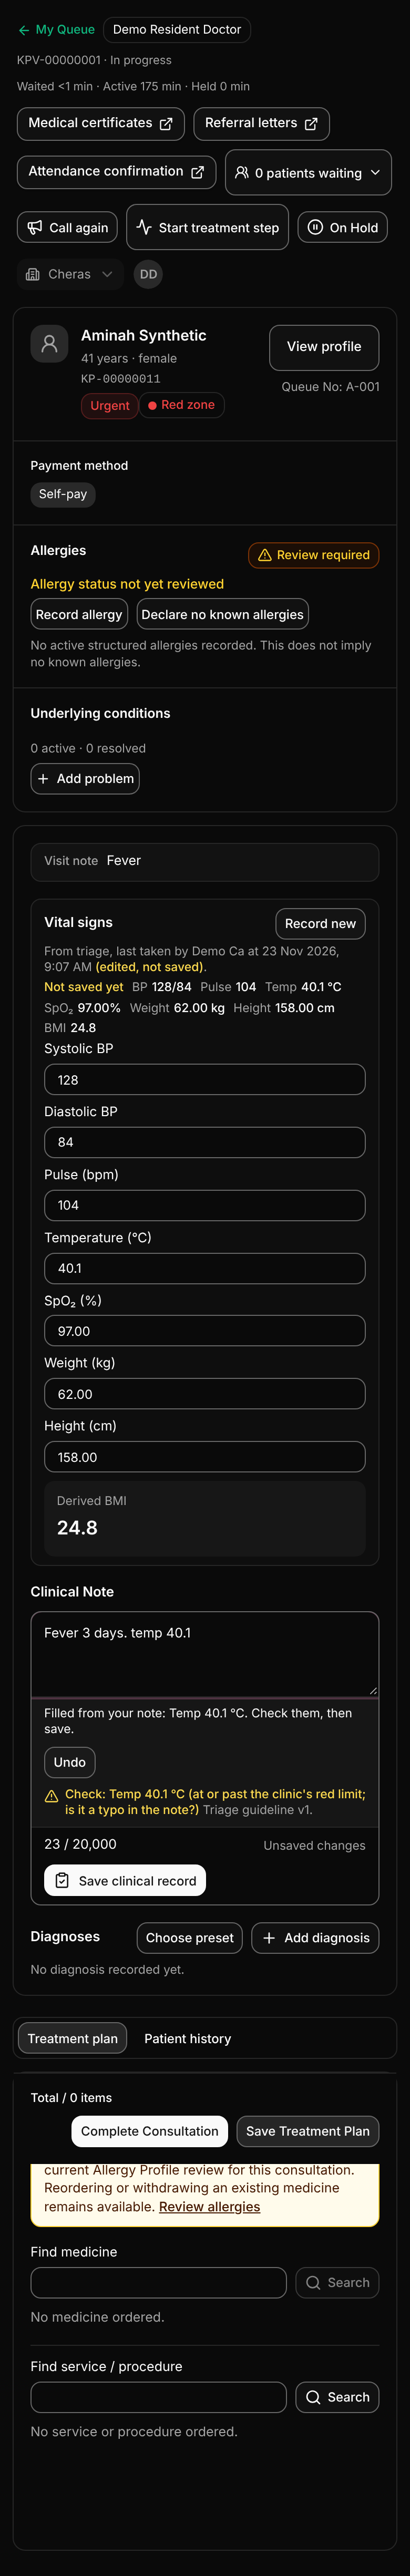 My Queue
Demo Resident Doctor
KPV-00000001 · In progress
Waited <1 min · Active 175 min · Held 0 min
Medical certificates
Referral letters
Attendance confirmation
0 patients waiting
Call again
Start treatment step
On Hold
Cheras
DD
Aminah Synthetic
41 years · female
KP-00000011
Urgent
Red zone
View profile
Queue No: A-001
Payment method
Self-pay
Allergies
Review required
Allergy status not yet reviewed
Record allergy
Declare no known allergies
No active structured allergies recorded. This does not imply
no known allergies.
Underlying conditions
0 active · 0 resolved
Add problem
Visit note Fever
Vital signs
Record new
From triage, last taken by Demo Ca at 23 Nov 2026,
9:07 AM (edited, not saved).
Not saved yet BP 128/84 Pulse 104 Temp 40.1 °C
SpO₂ 97.00% Weight 62.00 kg Height 158.00 cm
BMI 24.8
Systolic BP
128
Diastolic BP
84
Pulse (bpm)
104
Temperature (°C)
40.1
SpO₂ (%)
97.00
Weight (kg)
62.00
Height (cm)
158.00
Derived BMI
24.8
Clinical Note
Fever 3 days. temp 40.1
Filled from your note: Temp 40.1 °C. Check them, then
save.
Undo
Check: Temp 40.1 °C (at or past the clinic's red limit;
is it a typo in the note?) Triage guideline v1.
23 / 20,000
Unsaved changes
Save clinical record
Diagnoses
Choose preset
Add diagnosis
No diagnosis recorded yet.
Treatment plan
Patient history
Total / 0 items
Complete Consultation
Save Treatment Plan
current Allergy Profile review for this consultation.
Reordering or withdrawing an existing medicine
remains available. Review allergies
Find medicine
Search
No medicine ordered.
Find service / procedure
Search
No service or procedure ordered.